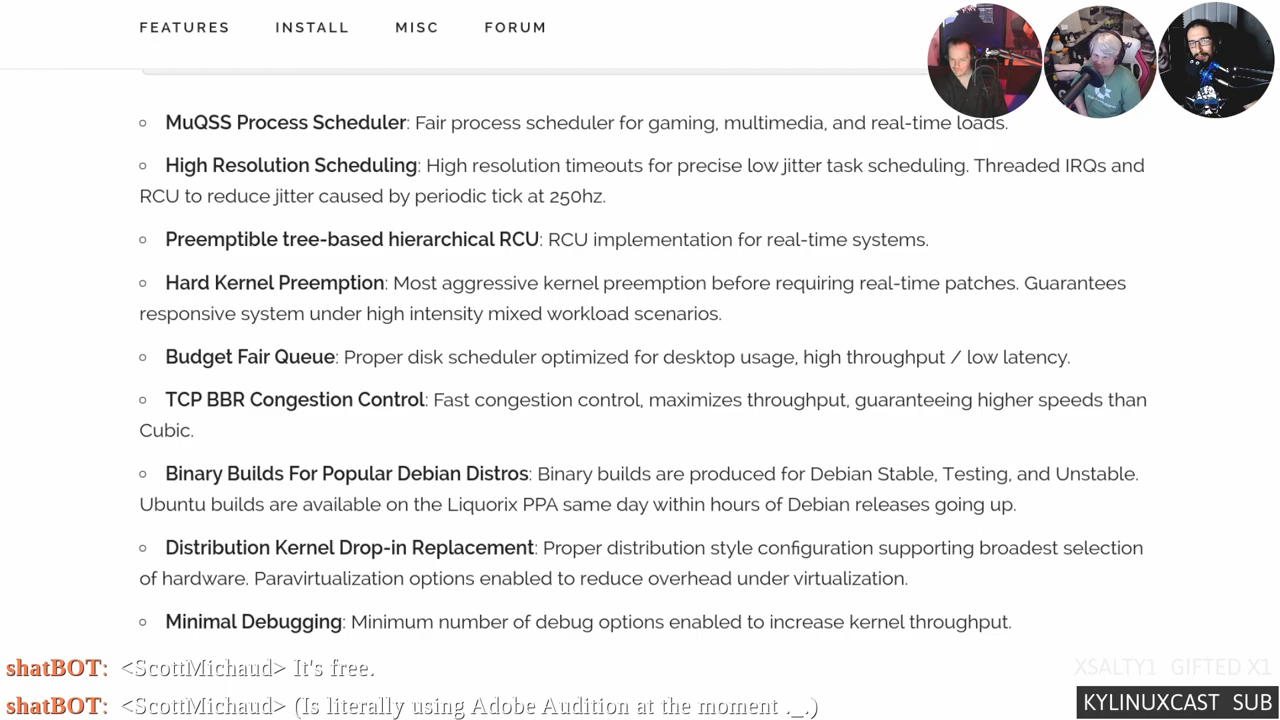 FEATURES INSTALL MISC FORUM
MuQSS Process Scheduler: Fair process scheduler for gaming, multimedia, and real-time loads.
High Resolution Scheduling: High resolution timeouts for precise low jitter task scheduling. Threaded IRQs and
RCU to reduce jitter caused by periodic tick at 250hz.
Preemptible tree-based hierarchical RCU: RCU implementation for real-time systems.
Hard Kernel Preemption: Most aggressive kernel preemption before requiring real-time patches. Guarantees
responsive system under high intensity mixed workload scenarios.
Budget Fair Queue: Proper disk scheduler optimized for desktop usage, high throughput / low latency.
TCP BBR Congestion Control: Fast congestion control, maximizes throughput, guaranteeing higher speeds than
Cubic.
Binary Builds For Popular Debian Distros: Binary builds are produced for Debian Stable, Testing, and Unstable.
Ubuntu builds are available on the Liquorix PPA same day within hours of Debian releases going up.
Distribution Kernel Drop-in Replacement: Proper distribution style configuration supporting broadest selection
of hardware. Paravirtualization options enabled to reduce overhead under virtualization.
Minimal Debugging: Minimum number of debug options enabled to increase kernel throughput.
shatBOT: <ScottMichaud> It's free.
XSALTY1 GIFTED X1
shatBOT: <ScottMichaud> (Is literally using Adobe Audition at the moment ._.)
KYLINUXCAST SUB